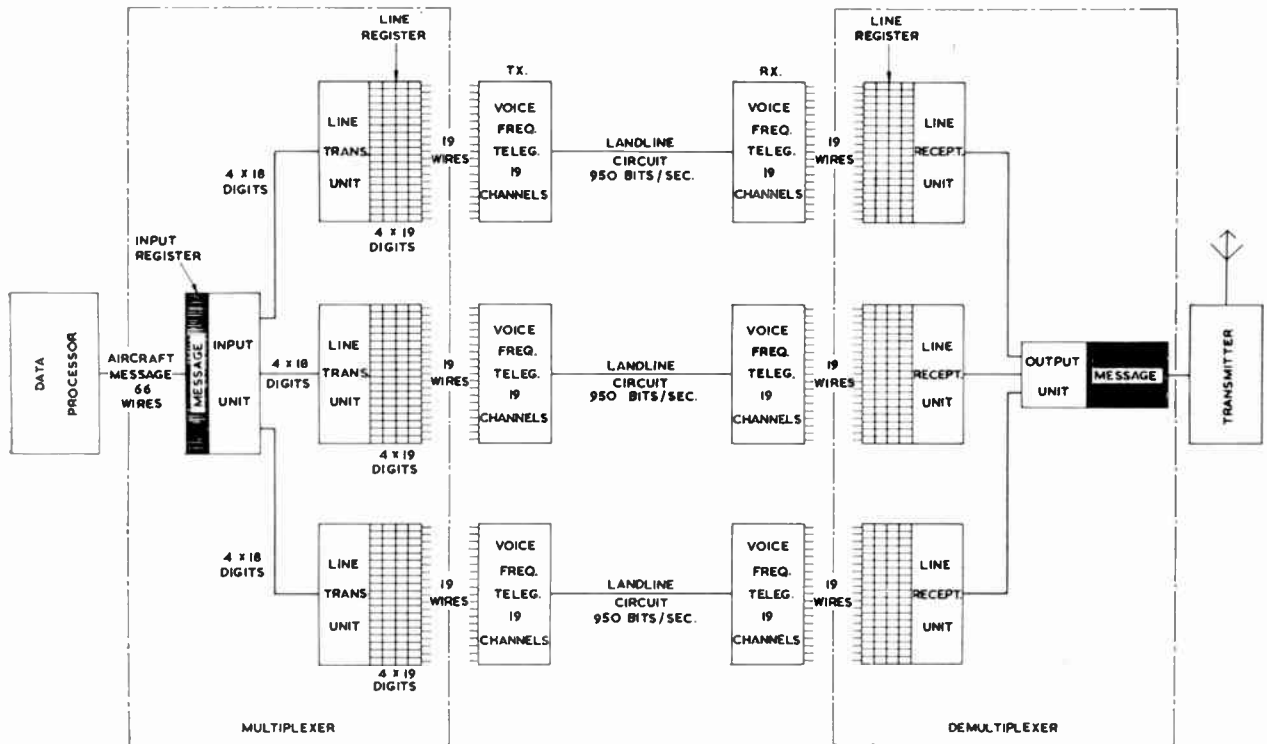 LINE
REGISTER
TX.
RX.
LINE
REGISTER
LINE
TRANS.
UNIT
4 X 18
DIGITS
4 X 19
DIGITS
19
WIRES
VOICE
FREQ.
TELEG.
19
CHANNELS
LANDLINE
CIRCUIT
950 BITS/SEC.
VOICE
FREQ.
TELEG.
19
CHANNELS
19
WIRES
LINE
RECEPT.
UNIT
INPUT
REGISTER
DATA
PROCESSOR
AIRCRAFT
MESSAGE
66
WIRES
MESSAGE
INPUT
UNIT
4 X 18
DIGITS
LINE
TRANS.
UNIT
4 X 19
DIGITS
19
WIRES
VOICE
FREQ.
TELEG.
19
CHANNELS
LANDLINE
CIRCUIT
950 BITS/SEC.
VOICE
FREQ.
TELEG.
19
CHANNELS
19
WIRES
LINE
RECEPT.
UNIT
OUTPUT
UNIT
MESSAGE
TRANSMITTER
4 X 18
DIGITS
LINE
TRANS
UNIT
4 X 19
DIGITS
19
WIRES
VOICE
FREQ.
TELEG.
19
CHANNELS
LANDLINE
CIRCUIT
950 BITS/SEC.
VOICE
FREQ.
TELEG.
19
CHANNELS
19
WIRES
LINE
RECEPT.
UNIT
MULTIPLEXER
DEMULTIPLEXER